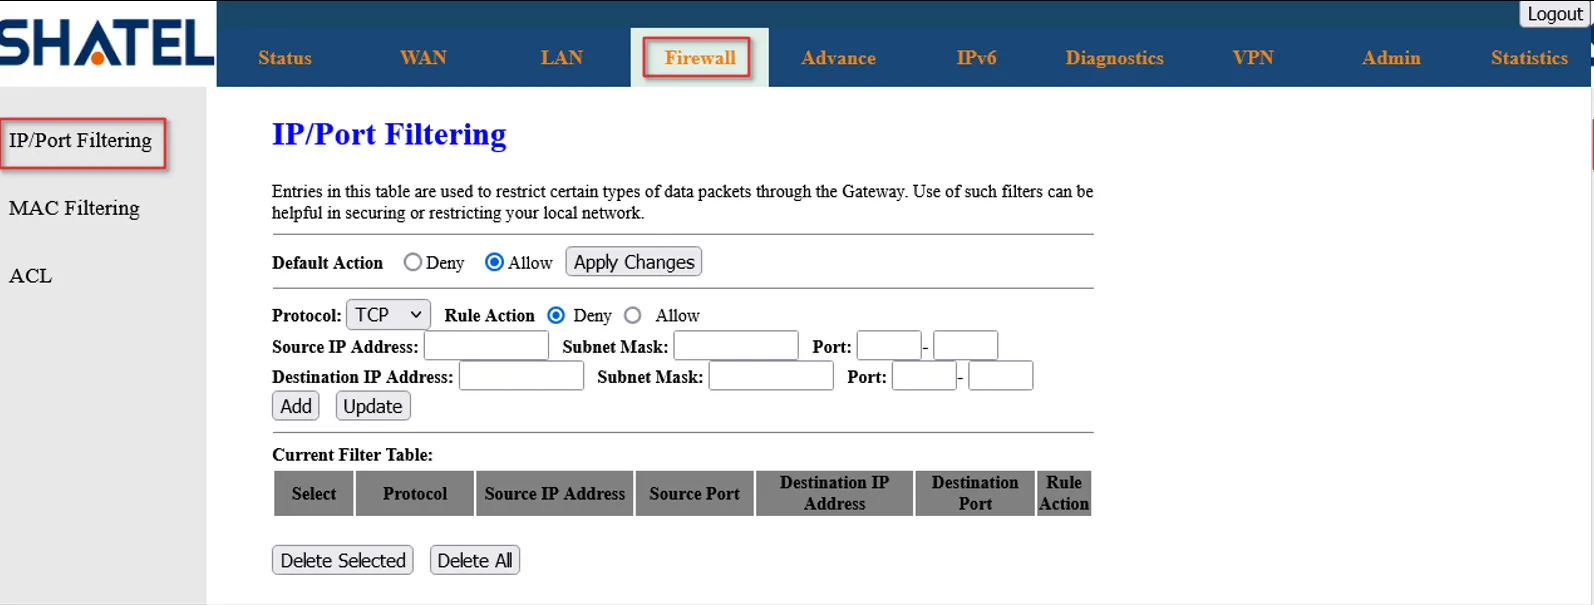 Logout
SHATEL
Status WAN LAN Firewall Advance IPv6 Diagnostics VPN Admin Statistics
IP/Port Filtering
MAC Filtering
ACL
IP/Port Filtering
Entries in this table are used to restrict certain types of data packets through the Gateway. Use of such filters can be
helpful in securing or restricting your local network.
Default Action Deny Allow Apply Changes
Protocol: TCP Rule Action Deny Allow
Source IP Address: Subnet Mask: Port: -
Destination IP Address: Subnet Mask: Port: -
Add Update
Current Filter Table:
Select Protocol Source IP Address Source Port Destination IP Address Destination Port Rule Action
Delete Selected Delete All